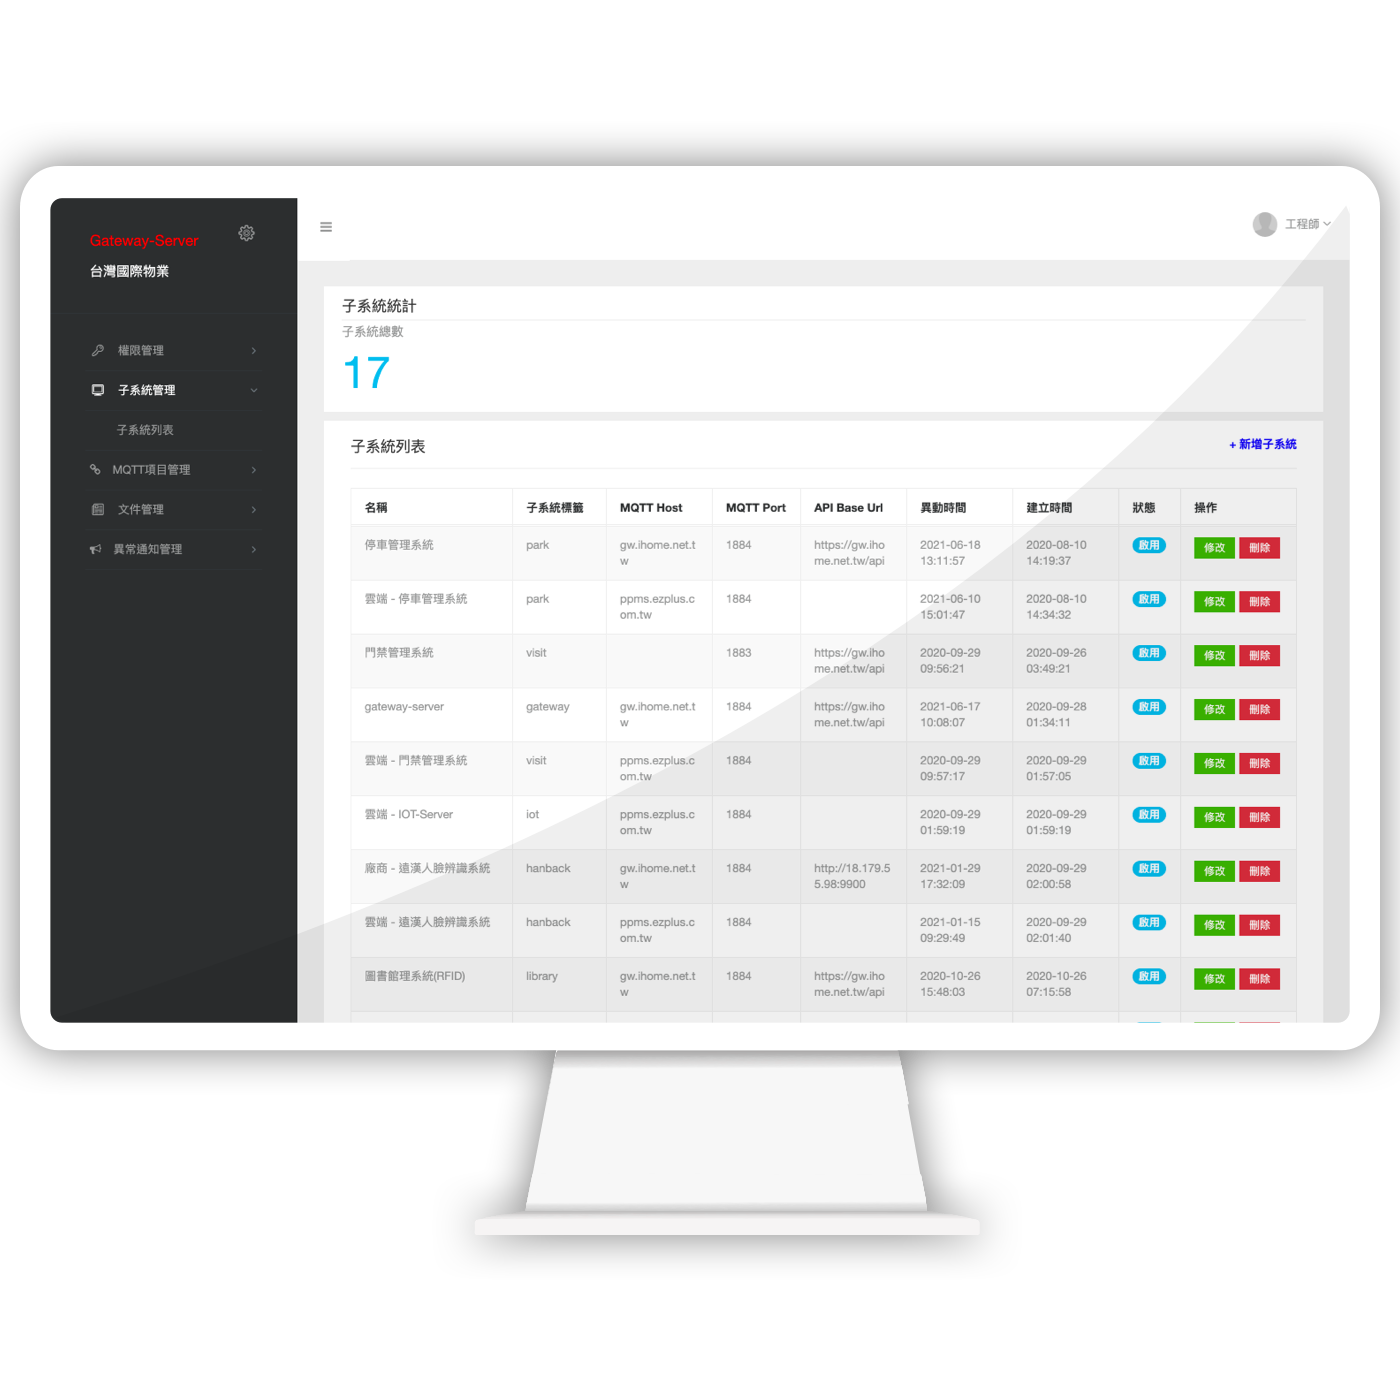 Gateway-Server
台灣國際物業
工程師
權限管理
子系統管理
子系統列表
MQTT項目管理
文件管理
異常通知管理
子系統統計
子系統總數
17
子系統列表
+ 新增子系統
名稱 子系統標籤 MQTT Host MQTT Port API Base Url 異動時間 建立時間 狀態 操作
停車管理系統 park gw.ihome.net.t 1884 https://gw.iho 2021-06-18 2020-08-10 啟用 修改 刪除
w me.net.tw/api 13:11:57 14:19:37
雲端 - 停車管理系統 park ppms.ezplus.c 1884 2021-06-10 2020-08-10 啟用 修改 刪除
om.tw 15:01:47 14:34:32
門禁管理系統 visit 1883 https://gw.iho 2020-09-29 2020-09-26 啟用 修改 刪除
me.net.tw/api 09:56:21 03:49:21
gateway-server gateway gw.ihome.net.t 1884 https://gw.iho 2021-06-17 2020-09-28 啟用 修改 刪除
w me.net.tw/api 10:08:07 01:34:11
雲端 - 門禁管理系統 visit ppms.ezplus.c 1884 2020-09-29 2020-09-29 啟用 修改 刪除
om.tw 09:57:17 01:57:05
雲端 - IOT-Server iot ppms.ezplus.c 1884 2020-09-29 2020-09-29 啟用 修改 刪除
om.tw 01:59:19 01:59:19
廠商 - 遠漢人臉辨識系統 hanback gw.ihome.net.t 1884 http://18.179.5 2021-01-29 2020-09-29 啟用 修改 刪除
w 5.98:9900 17:32:09 02:00:58
雲端 - 遠漢人臉辨識系統 hanback ppms.ezplus.c 1884 2021-01-15 2020-09-29 啟用 修改 刪除
om.tw 09:29:49 02:01:40
圖書館理系統(RFID) library gw.ihome.net.t 1884 https://gw.iho 2020-10-26 2020-10-26 啟用 修改 刪除
w me.net.tw/api 15:48:03 07:15:58